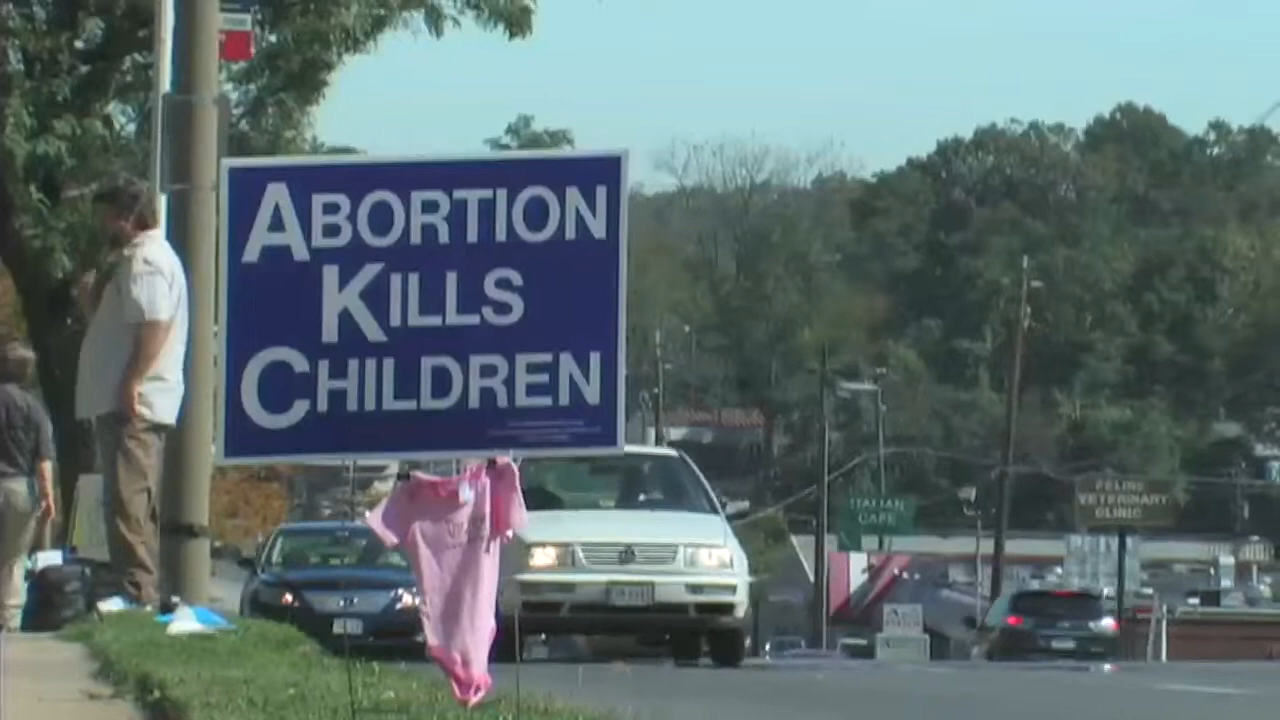 ABORTION
KILLS
CHILDREN
ITALIAN
CAFE
FELINE
VETERINARY
CLINIC